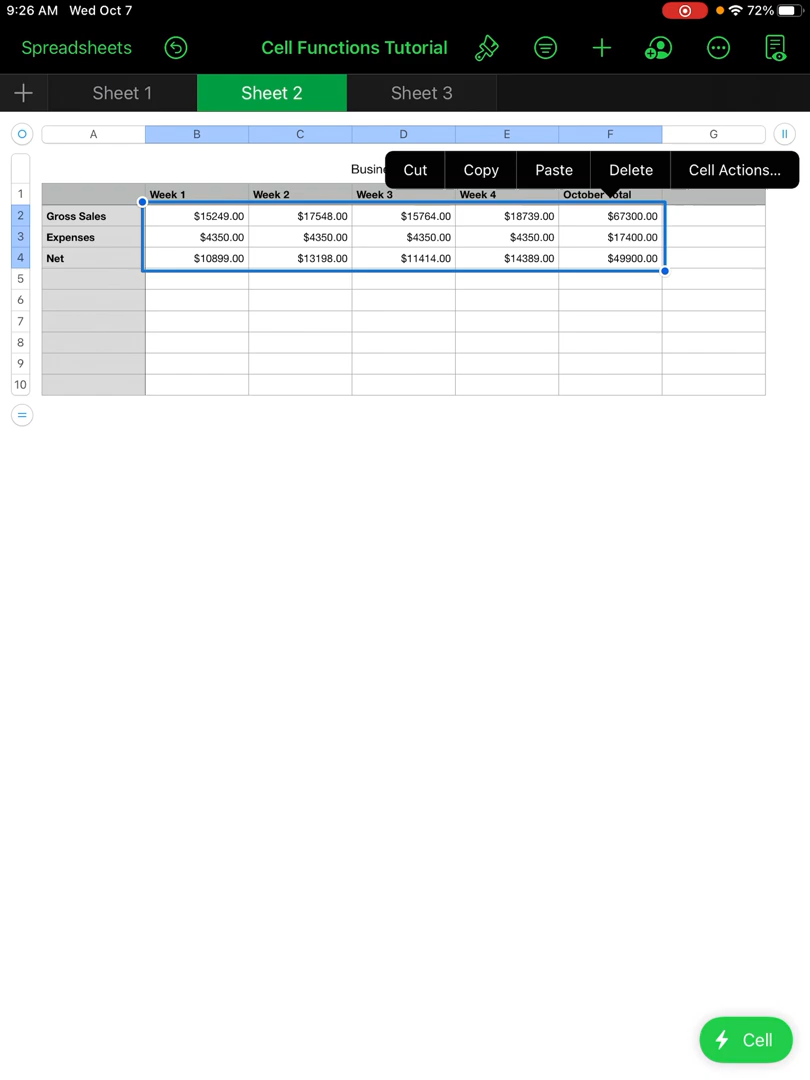 9:26 AM Wed Oct 7 72%
Spreadsheets Cell Functions Tutorial
Sheet 1 Sheet 2 Sheet 3
A B C D E F G
Cut Copy Paste Delete Cell Actions...
1 Week 1 Week 2 Week 3 Week 4 October Total
2 Gross Sales $15249.00 $17548.00 $15764.00 $18739.00 $67300.00
3 Expenses $4350.00 $4350.00 $4350.00 $4350.00 $17400.00
4 Net $10899.00 $13198.00 $11414.00 $14389.00 $49900.00
5
6
7
8
9
10
Cell